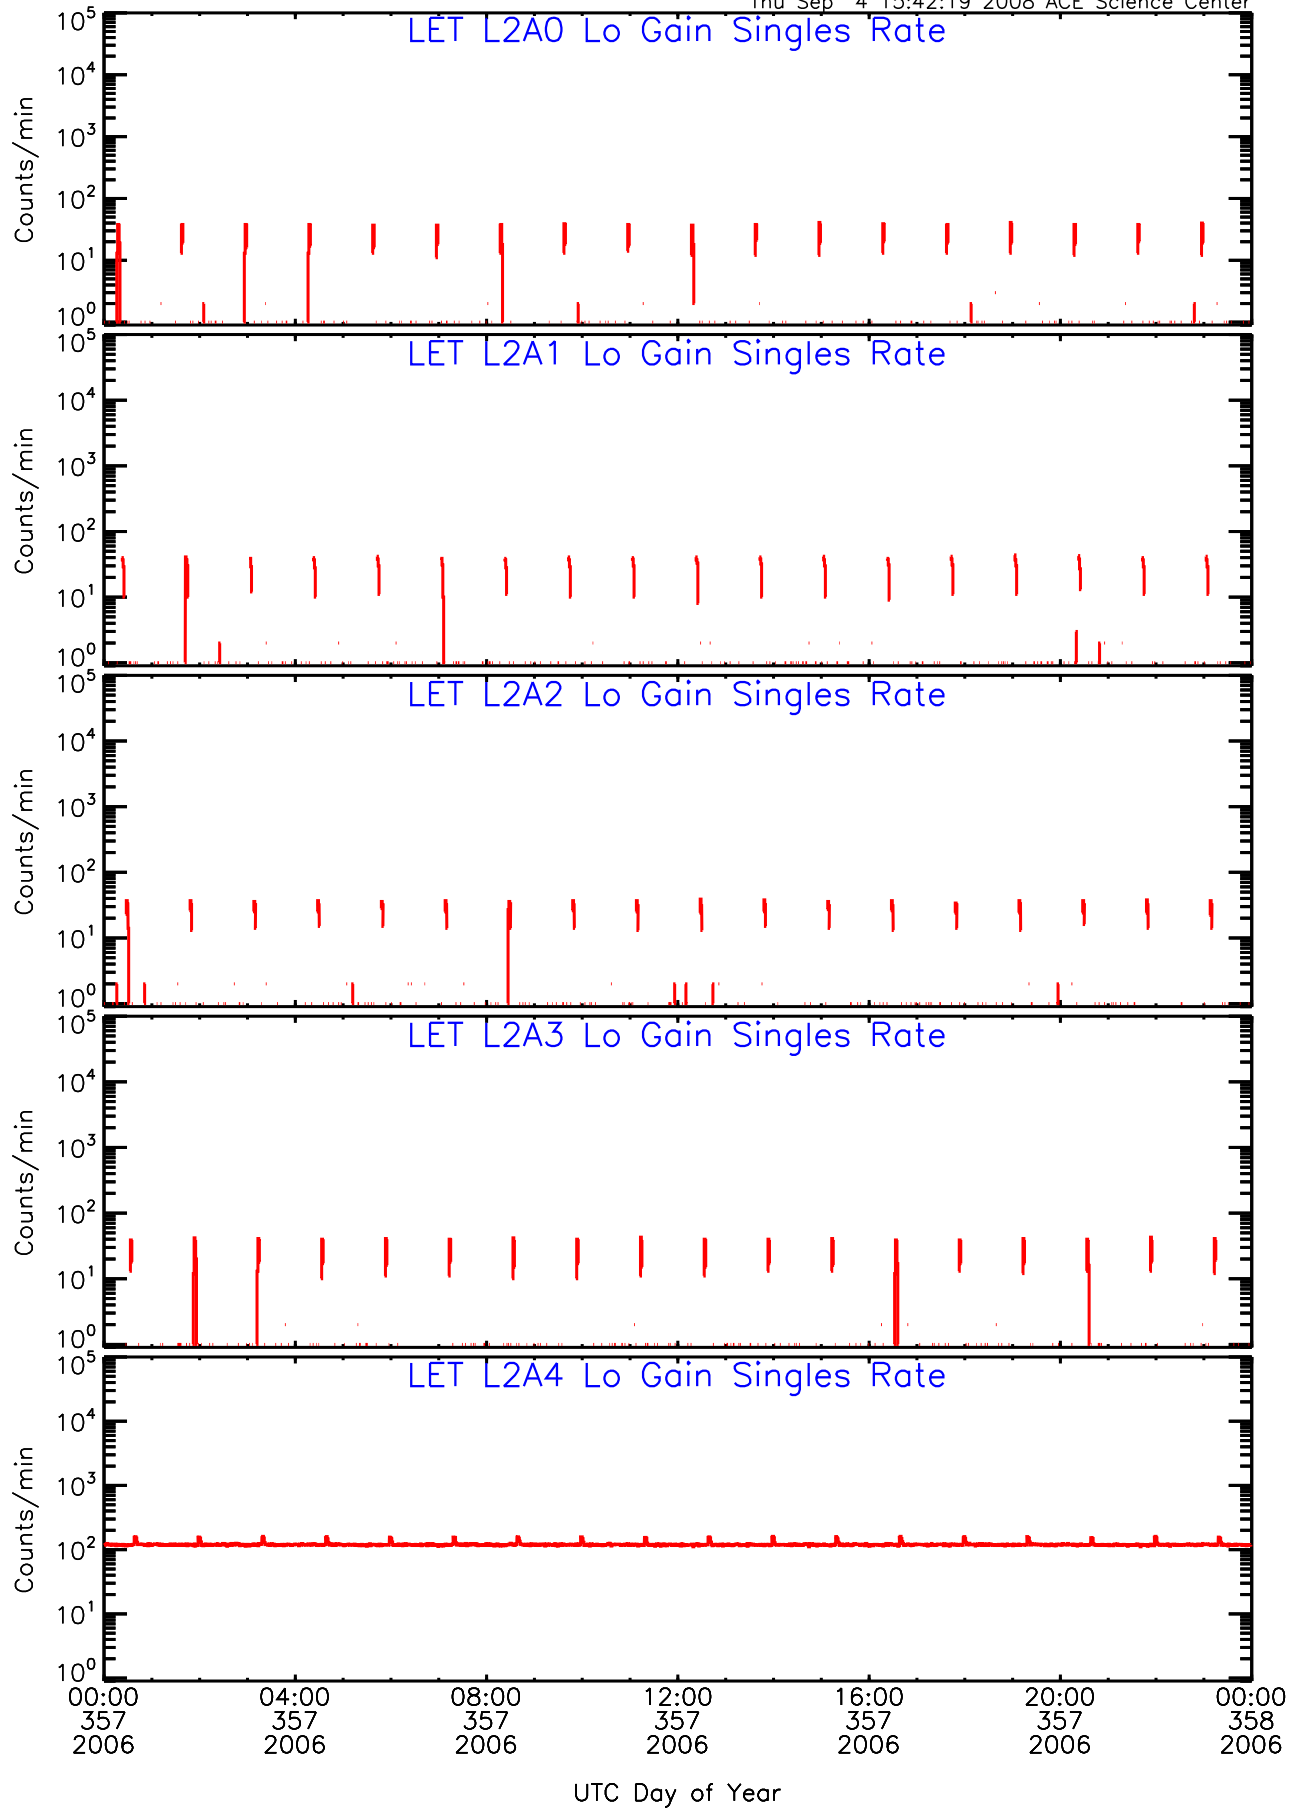 Thu Sep 4 15:42:19 2008 ACE Science Center
LET L2A0 Lo Gain Singles Rate
10^5
10^4
10^3
10^2
10^1
10^0
Counts/min
LET L2A1 Lo Gain Singles Rate
10^5
10^4
10^3
10^2
10^1
10^0
Counts/min
LET L2A2 Lo Gain Singles Rate
10^5
10^4
10^3
10^2
10^1
10^0
Counts/min
LET L2A3 Lo Gain Singles Rate
10^5
10^4
10^3
10^2
10^1
10^0
Counts/min
LET L2A4 Lo Gain Singles Rate
10^5
10^4
10^3
10^2
10^1
10^0
Counts/min
00:00 04:00 08:00 12:00 16:00 20:00 00:00
357 357 357 357 357 357 358
2006 2006 2006 2006 2006 2006 2006
UTC Day of Year